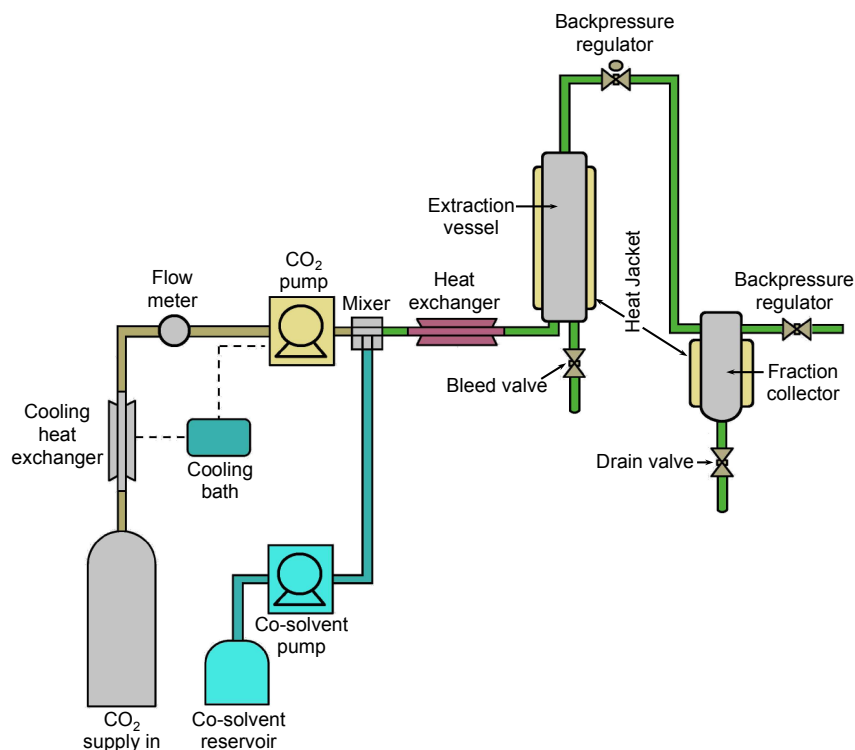 Backpressure
regulator
Extraction
vessel
Heat Jacket
Backpressure
regulator
CO₂
pump
Flow
meter
Mixer
Heat
exchanger
Bleed valve
Fraction
collector
Cooling
heat
exchanger
Cooling
bath
Drain valve
Co-solvent
pump
CO₂
supply in
Co-solvent
reservoir